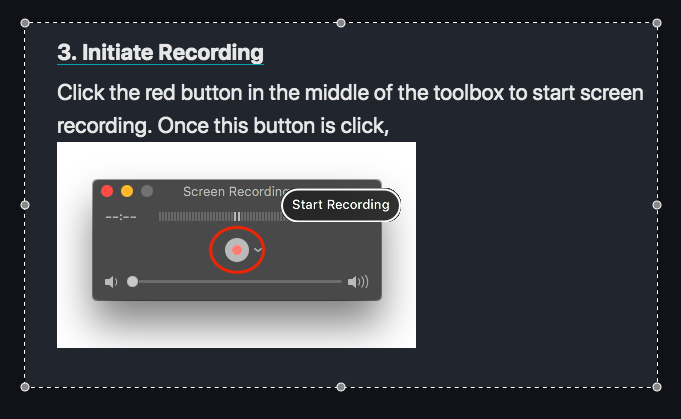 3. Initiate Recording
Click the red button in the middle of the toolbox to start screen
recording. Once this button is click,
Screen Recording
Start Recording
--:--